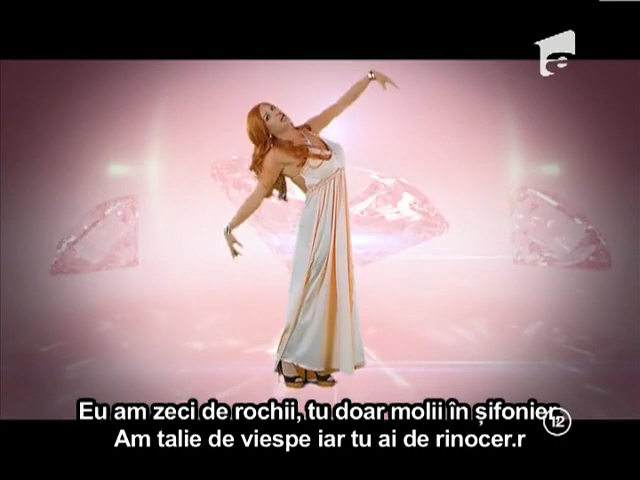 Eu am zeci de rochii, tu doar molii în șifonier,
12
Am talie de viespe iar tu ai de rinocer.r